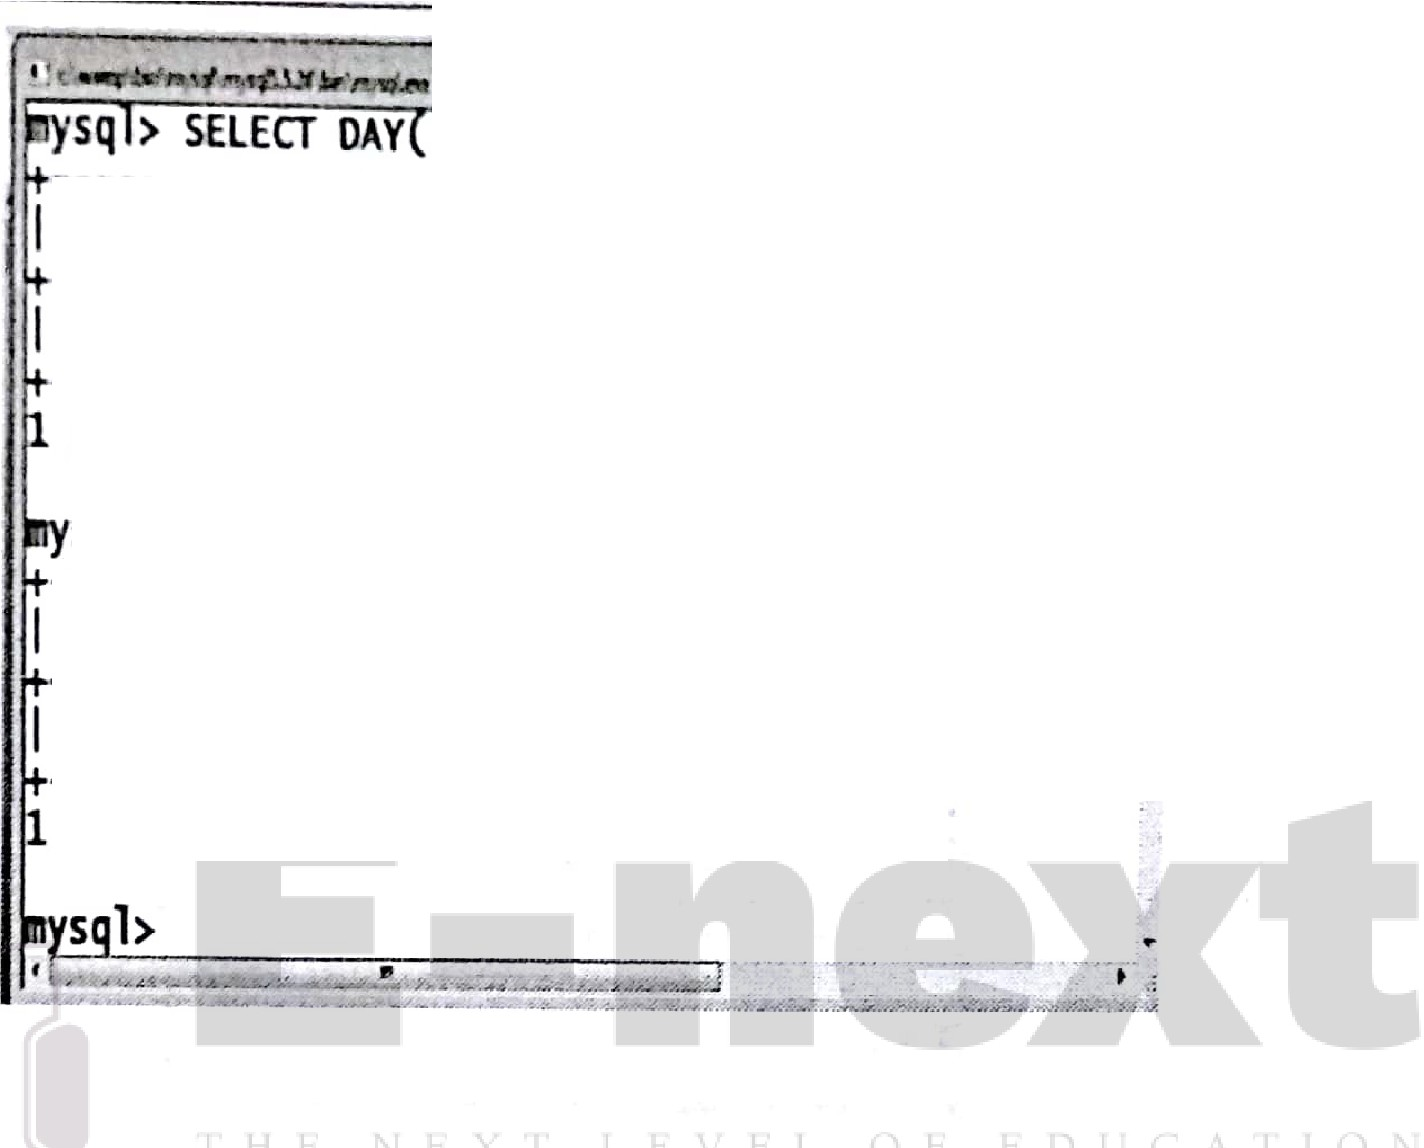 mysql> SELECT DAY(
+
|
+
|
+
1
my
+
|
+
|
+
1
mysql>
E-next
THE NEXT LEVEL OF EDUCATION